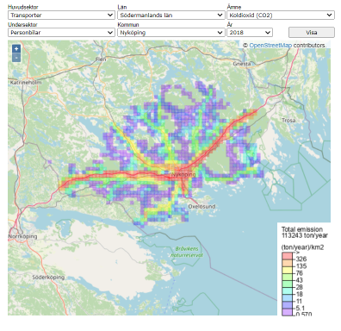 Huvudsektor Län Ämne
Transporter Södermanlands län Koldioxid (CO2)
Undersektor Kommun År
Personbilar Nyköping 2018 Visa
+
-
© OpenStreetMap contributors
Gnesta
Katrineholm
Trosa
Oxelösund
Norrköping
Bråvikens
naturreservat
Söderköping
Total emission
113243 ton/year
(ton/year)/km2
326
135
76
43
28
18
11
5.1
0.570